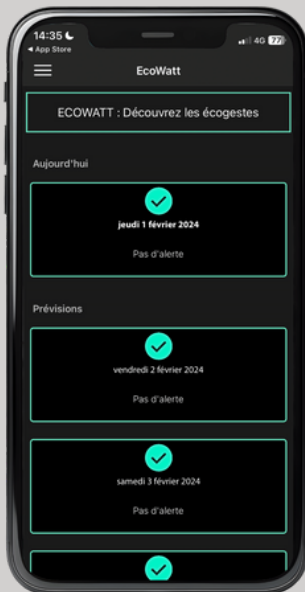 14:35
4G 77
App Store
EcoWatt
ECOWATT : Découvrez les écogestes
Aujourd'hui
jeudi 1 février 2024
Pas d'alerte
Prévisions
vendredi 2 février 2024
Pas d'alerte
samedi 3 février 2024
Pas d'alerte